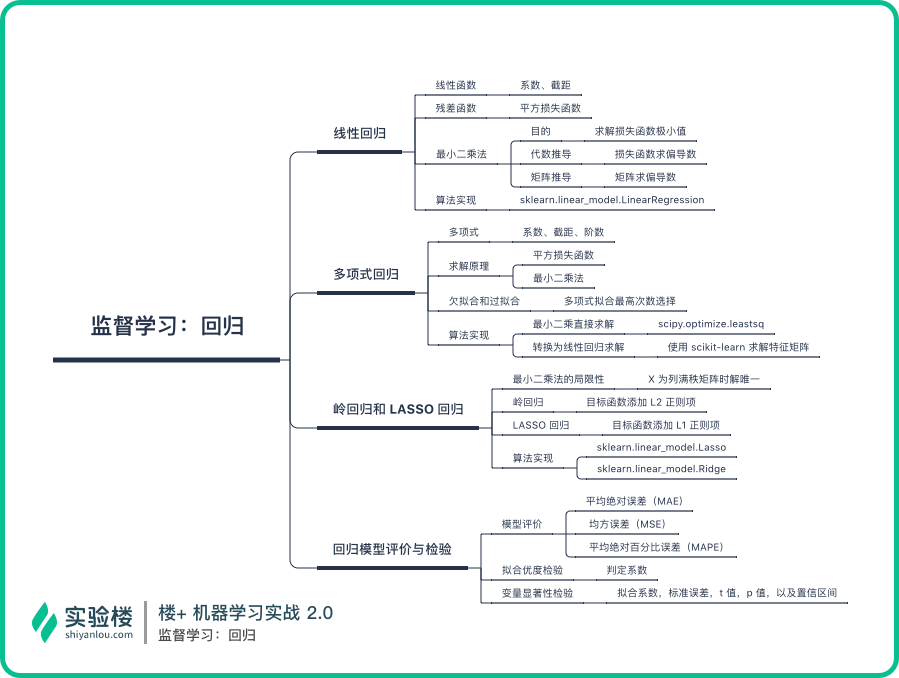 线性函数 系数、截距
残差函数 平方损失函数
线性回归
目的 求解损失函数极小值
最小二乘法 代数推导 损失函数求偏导数
矩阵推导 矩阵求偏导数
算法实现 sklearn.linear_model.LinearRegression
多项式 系数、截距、阶数
平方损失函数
求解原理
多项式回归
最小二乘法
欠拟合和过拟合 多项式拟合最高次数选择
最小二乘直接求解 scipy.optimize.leastsq
监督学习：回归
算法实现
转换为线性回归求解 使用 scikit-learn 求解特征矩阵
最小二乘法的局限性 X 为列满秩矩阵时解唯一
岭回归 目标函数添加 L2 正则项
岭回归和 LASSO 回归
LASSO 回归 目标函数添加 L1 正则项
sklearn.linear_model.Lasso
算法实现
sklearn.linear_model.Ridge
平均绝对误差（MAE）
模型评价 均方误差（MSE）
平均绝对百分比误差（MAPE）
回归模型评价与检验
拟合优度检验 判定系数
变量显著性检验 拟合系数，标准误差，t 值，p 值，以及置信区间
实验楼
shiyanlou.com
楼+ 机器学习实战 2.0
监督学习：回归